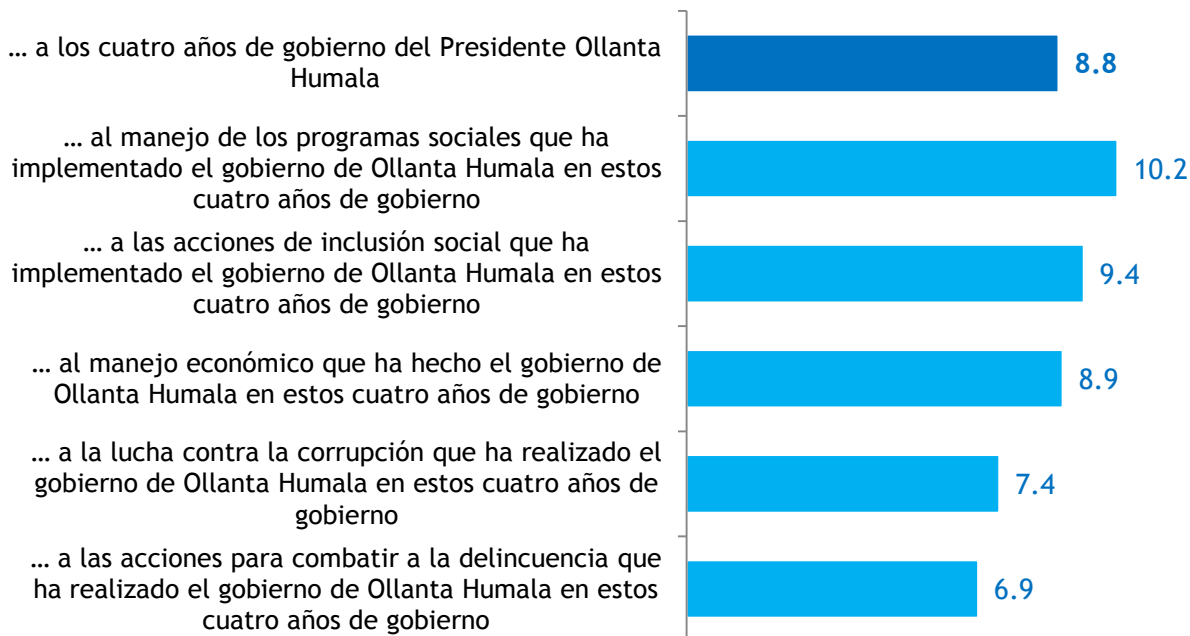 … a los cuatro años de gobierno del Presidente Ollanta
Humala
8.8
… al manejo de los programas sociales que ha
implementado el gobierno de Ollanta Humala en estos
cuatro años de gobierno
10.2
… a las acciones de inclusión social que ha
implementado el gobierno de Ollanta Humala en estos
cuatro años de gobierno
9.4
… al manejo económico que ha hecho el gobierno de
Ollanta Humala en estos cuatro años de gobierno
8.9
… a la lucha contra la corrupción que ha realizado el
gobierno de Ollanta Humala en estos cuatro años de
gobierno
7.4
… a las acciones para combatir a la delincuencia que
ha realizado el gobierno de Ollanta Humala en estos
cuatro años de gobierno
6.9